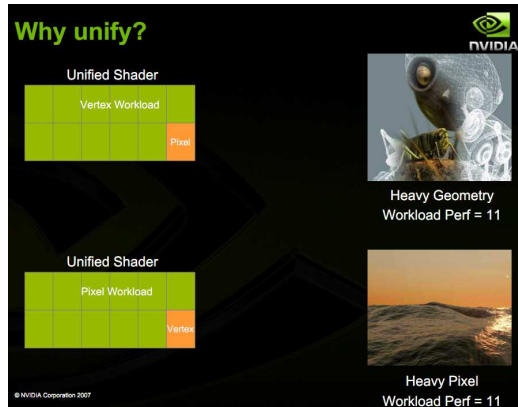 Why unify?
NVIDIA
Unified Shader
Vertex Workload
Pixel
Heavy Geometry
Workload Perf = 11
Unified Shader
Pixel Workload
Vertex
Heavy Pixel
Workload Perf = 11
© NVIDIA Corporation 2007